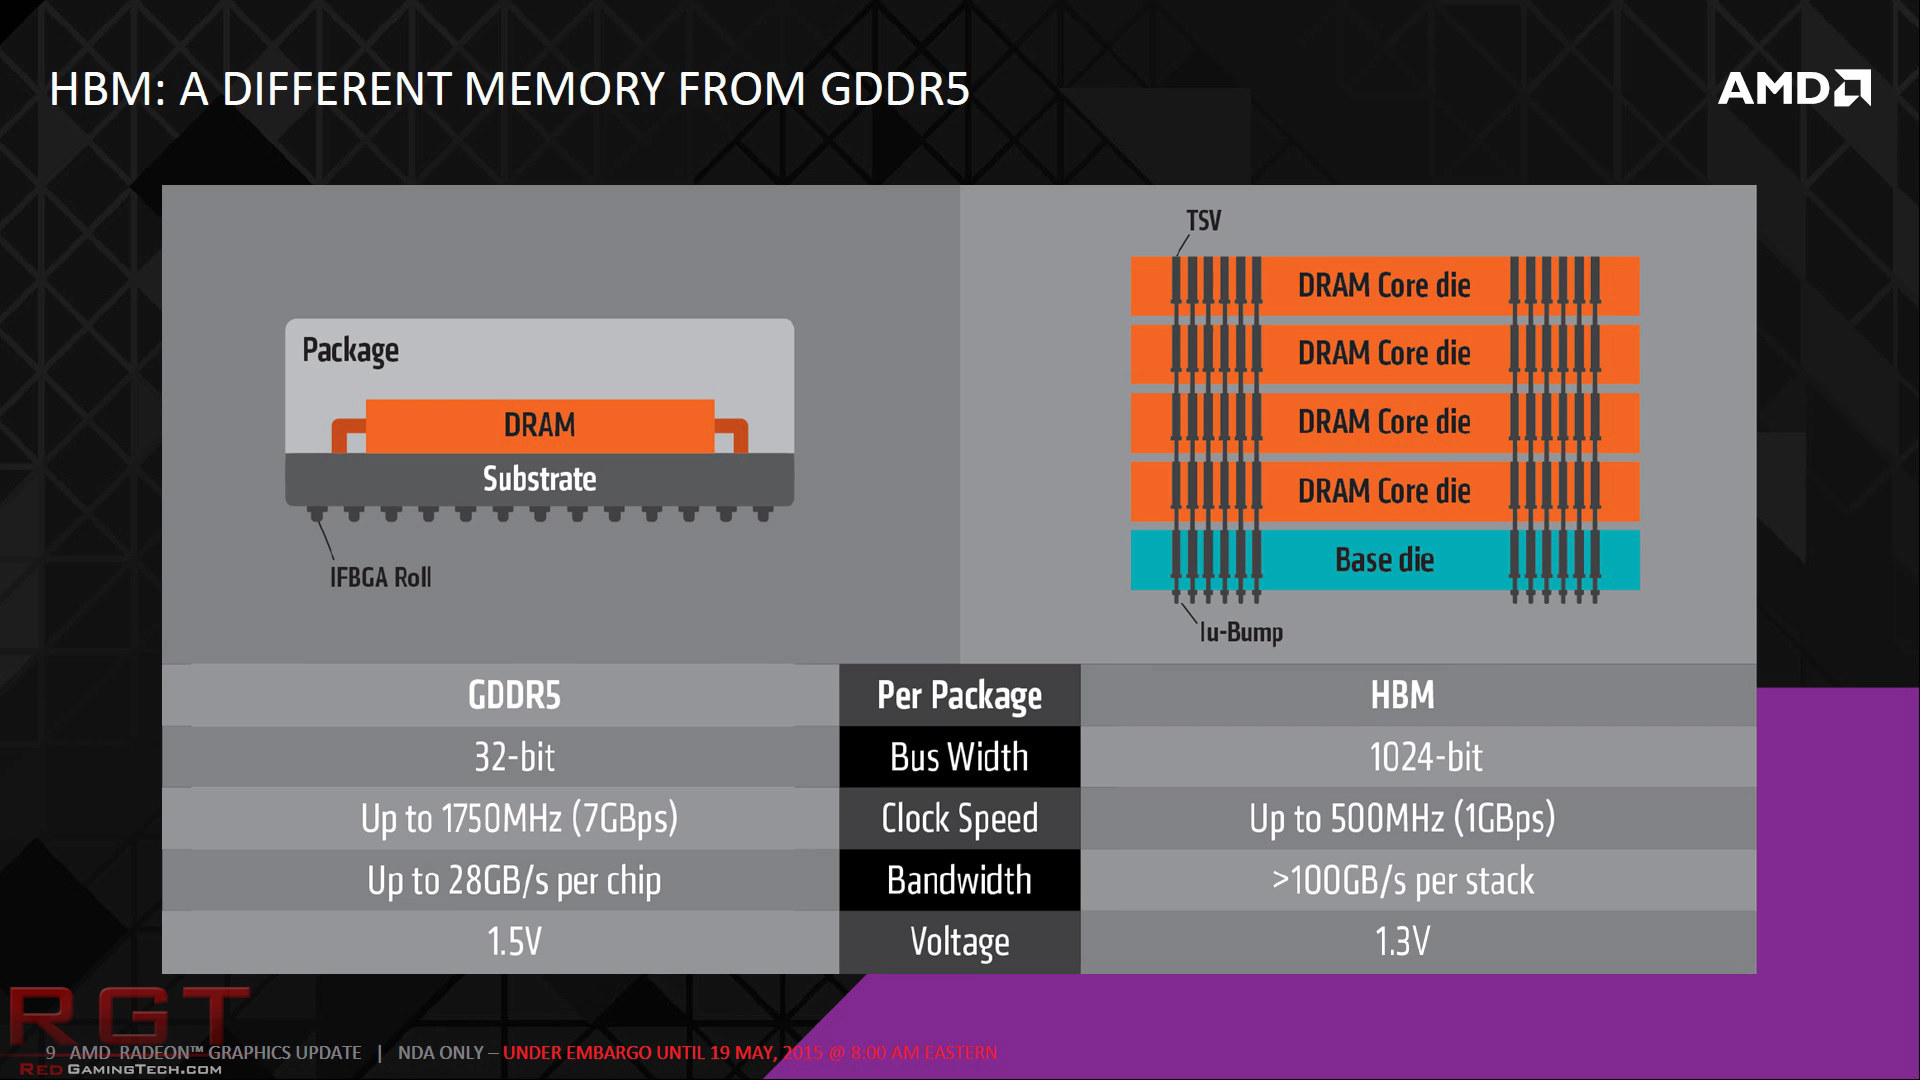 HBM: A DIFFERENT MEMORY FROM GDDR5
AMD
Package
DRAM
Substrate
IFBGA Roll
TSV
DRAM Core die
DRAM Core die
DRAM Core die
DRAM Core die
Base die
Iu-Bump
GDDR5 Per Package HBM
32-bit Bus Width 1024-bit
Up to 1750MHz (7GBps) Clock Speed Up to 500MHz (1GBps)
Up to 28GB/s per chip Bandwidth >100GB/s per stack
1.5V Voltage 1.3V
RGT
9 AMD RADEON™ GRAPHICS UPDATE | NDA ONLY – UNDER EMBARGO UNTIL 19 MAY, 2015 @ 8:00 AM EASTERN
REDGAMINGTECH.COM